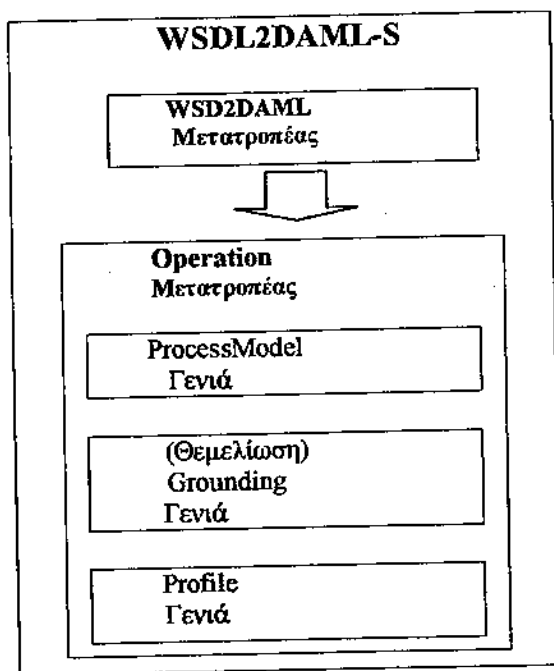 WSDL2DAML-S
WSD2DAML
Μετατροπέας
Operation
Μετατροπέας
ProcessModel
Γενιά
(Θεμελίωση)
Grounding
Γενιά
Profile
Γενιά